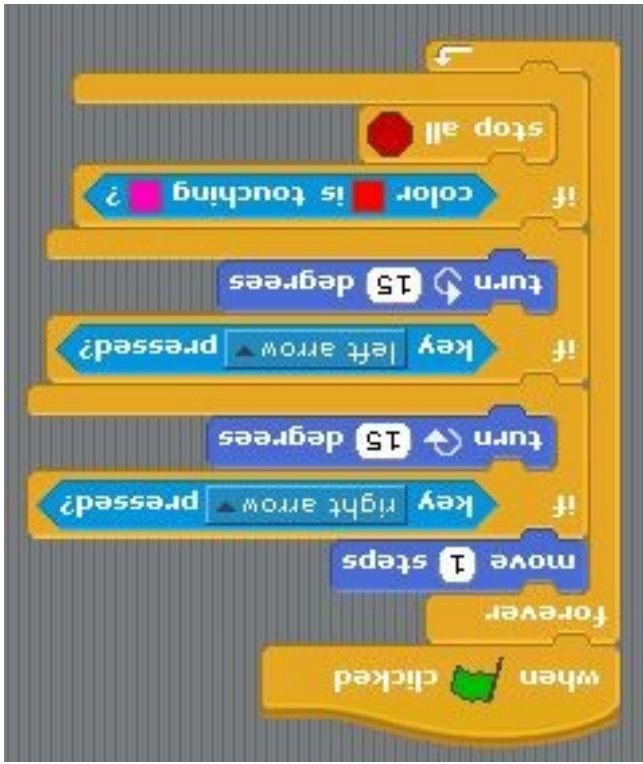 when clicked
forever
move 1 steps
if key right arrow pressed?
turn 15 degrees
if key left arrow pressed?
turn 15 degrees
if color is touching ?
stop all